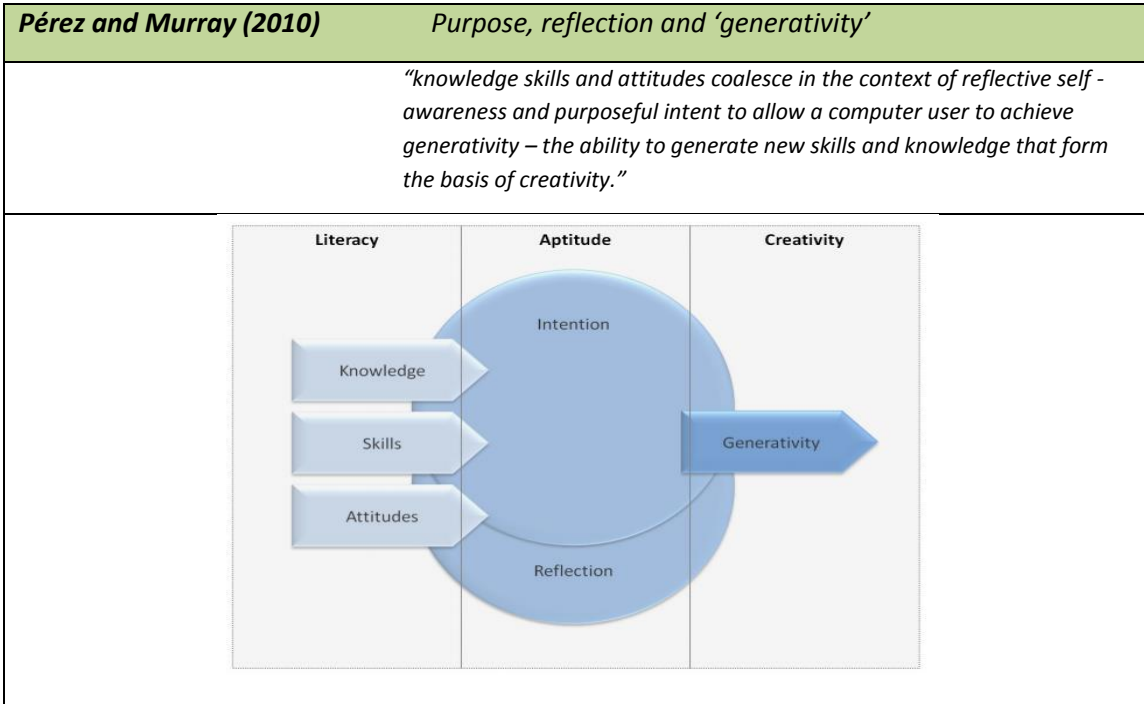 Pérez and Murray (2010) Purpose, reflection and ‘generativity’
“knowledge skills and attitudes coalesce in the context of reflective self -
awareness and purposeful intent to allow a computer user to achieve
generativity – the ability to generate new skills and knowledge that form
the basis of creativity.”
Literacy Aptitude Creativity
Intention
Knowledge
Skills Generativity
Attitudes
Reflection